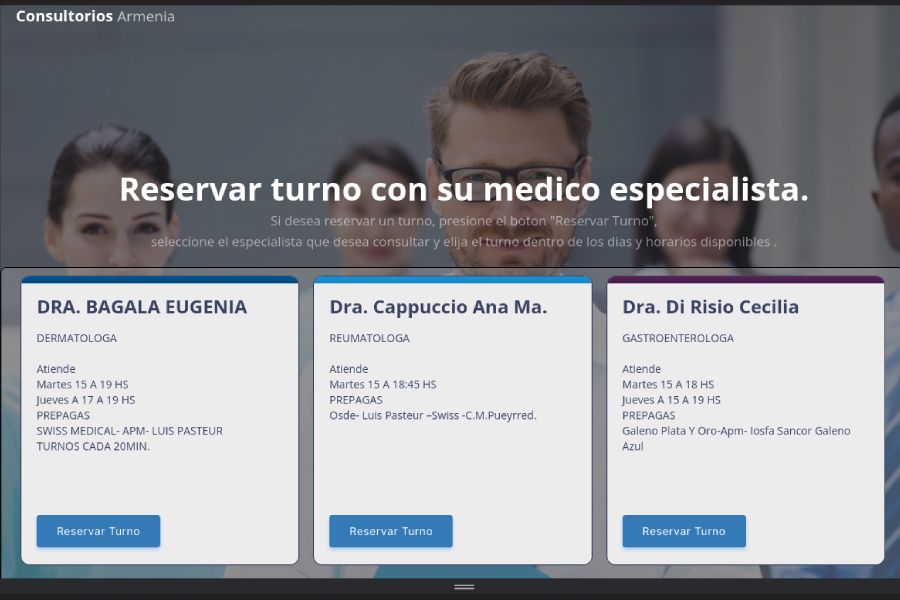 Consultorios Armenia
Reservar turno con su medico especialista.
Si desea reservar un turno, presione el boton "Reservar Turno",
seleccione el especialista que desea consultar y elija el turno dentro de los dias y horarios disponibles .
DRA. BAGALA EUGENIA
DERMATOLOGA
Atiende
Martes 15 A 19 HS
Jueves A 17 A 19 HS
PREPAGAS
SWISS MEDICAL- APM- LUIS PASTEUR
TURNOS CADA 20MIN.
Reservar Turno
Dra. Cappuccio Ana Ma.
REUMATOLOGA
Atiende
Martes 15 A 18:45 HS
PREPAGAS
Osde- Luis Pasteur –Swiss -C.M.Pueyrred.
Reservar Turno
Dra. Di Risio Cecilia
GASTROENTEROLOGA
Atiende
Martes 15 A 18 HS
Jueves A 15 A 19 HS
PREPAGAS
Galeno Plata Y Oro-Apm- Iosfa Sancor Galeno
Azul
Reservar Turno